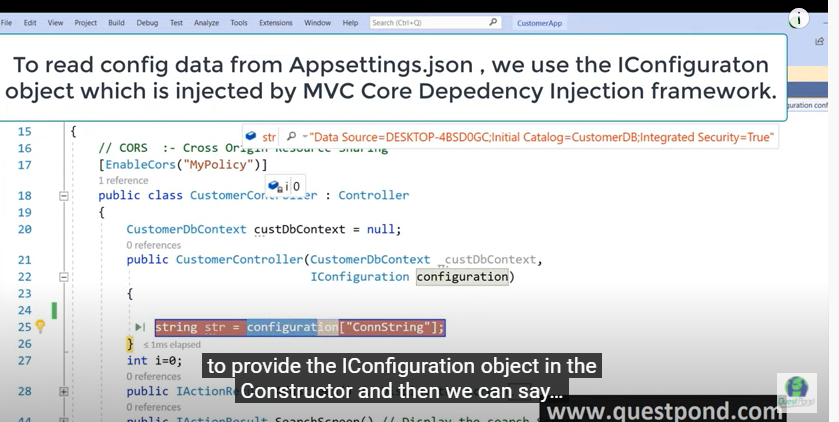 File Edit View Project Build Debug Test Analyze Tools Extensions Window Help Search (Ctrl+Q) CustomerApp
i
To read config data from Appsettings.json , we use the IConfiguraton
object which is injected by MVC Core Depedency Injection framework.
guration conf
str "Data Source=DESKTOP-4BSD0GC;Initial Catalog=CustomerDB;Integrated Security=True"
15 {
16 // CORS :- Cross Origin Resource Sharing
17 [EnableCors("MyPolicy")]
1 reference
i 0
18 public class CustomerController : Controller
19 {
20 CustomerDbContext custDbContext = null;
0 references
21 public CustomerController(CustomerDbContext _custDbContext,
22 IConfiguration configuration)
23 {
24
25 string str = configuration["ConnString"];
26 } ≤ 1ms elapsed
27 int i=0;
0 references
to provide the IConfiguration object in the
28 public IActionRe
Constructor and then we can say...
0 references
44 public IActionResult SearchScreen() // Display the search
QuestPond
www.questpond.com